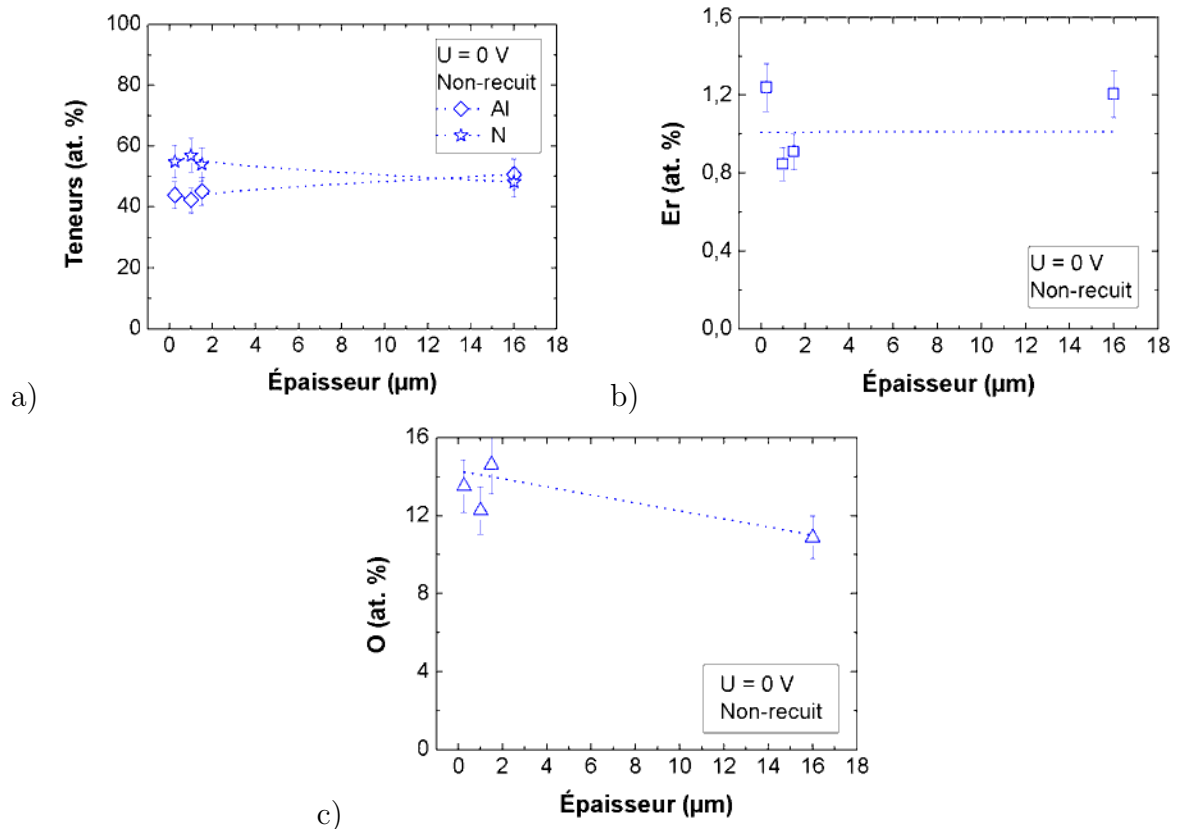 100
80
60
40
20
0
Teneurs (at. %)
U = 0 V
Non-recuit
Al
N
0 2 4 6 8 10 12 14 16 18
Épaisseur (µm)
a)
1,6
1,2
0,8
0,4
0,0
Er (at. %)
U = 0 V
Non-recuit
0 2 4 6 8 10 12 14 16 18
Épaisseur (µm)
b)
16
12
8
4
0
O (at. %)
U = 0 V
Non-recuit
0 2 4 6 8 10 12 14 16 18
Épaisseur (µm)
c)